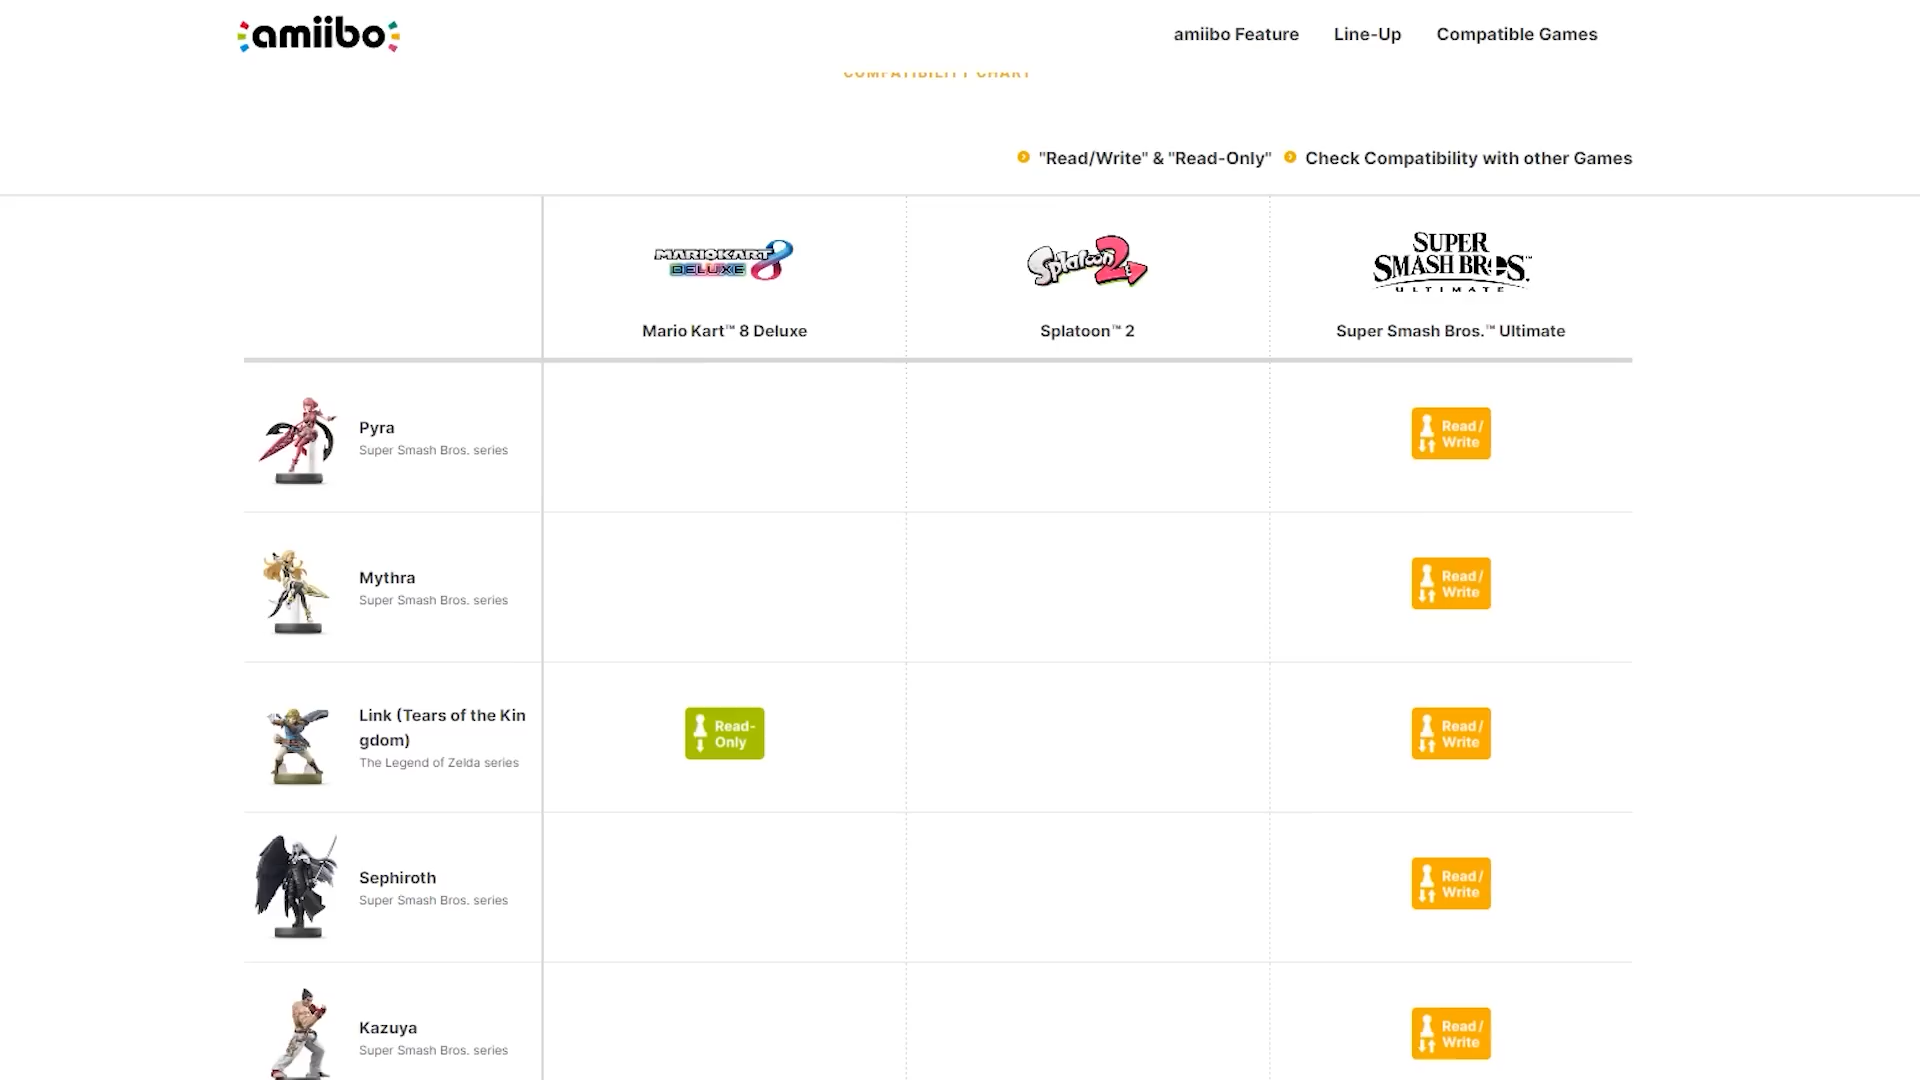 amiibo
amiibo Feature
Line-Up
Compatible Games
COMPATIBILITY CHART
"Read/Write" & "Read-Only"
Check Compatibility with other Games
MARIOKART 8
DELUXE
Splatoon 2
SUPER
SMASH BROS.™
ULTIMATE
Mario Kart™ 8 Deluxe
Splatoon™ 2
Super Smash Bros.™ Ultimate
Pyra
Super Smash Bros. series
Read/
Write
Mythra
Super Smash Bros. series
Read/
Write
Link (Tears of the Kin
gdom)
The Legend of Zelda series
Read-
Only
Read/
Write
Sephiroth
Super Smash Bros. series
Read/
Write
Kazuya
Super Smash Bros. series
Read/
Write